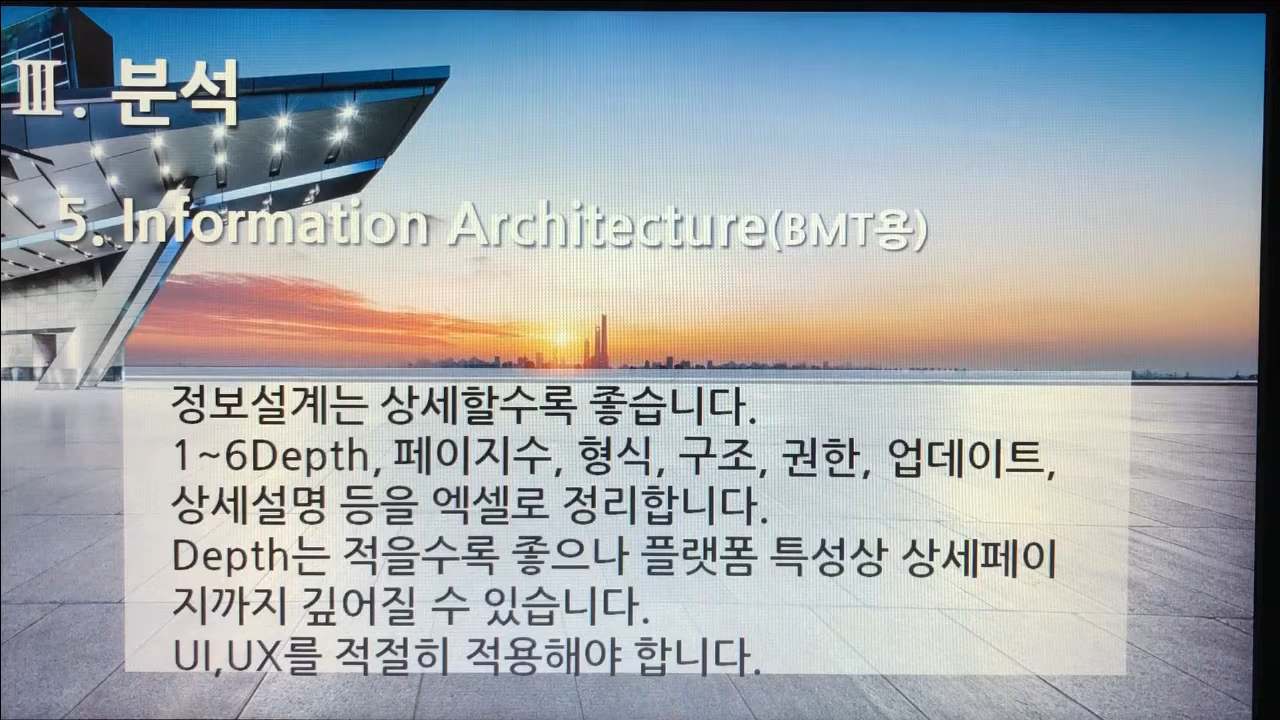 Ⅲ. 분석
5. Information Architecture(BMT용)
정보설계는 상세할수록 좋습니다.
1~6Depth, 페이지수, 형식, 구조, 권한, 업데이트,
상세설명 등을 엑셀로 정리합니다.
Depth는 적을수록 좋으나 플랫폼 특성상 상세페이
지까지 깊어질 수 있습니다.
UI,UX를 적절히 적용해야 합니다.